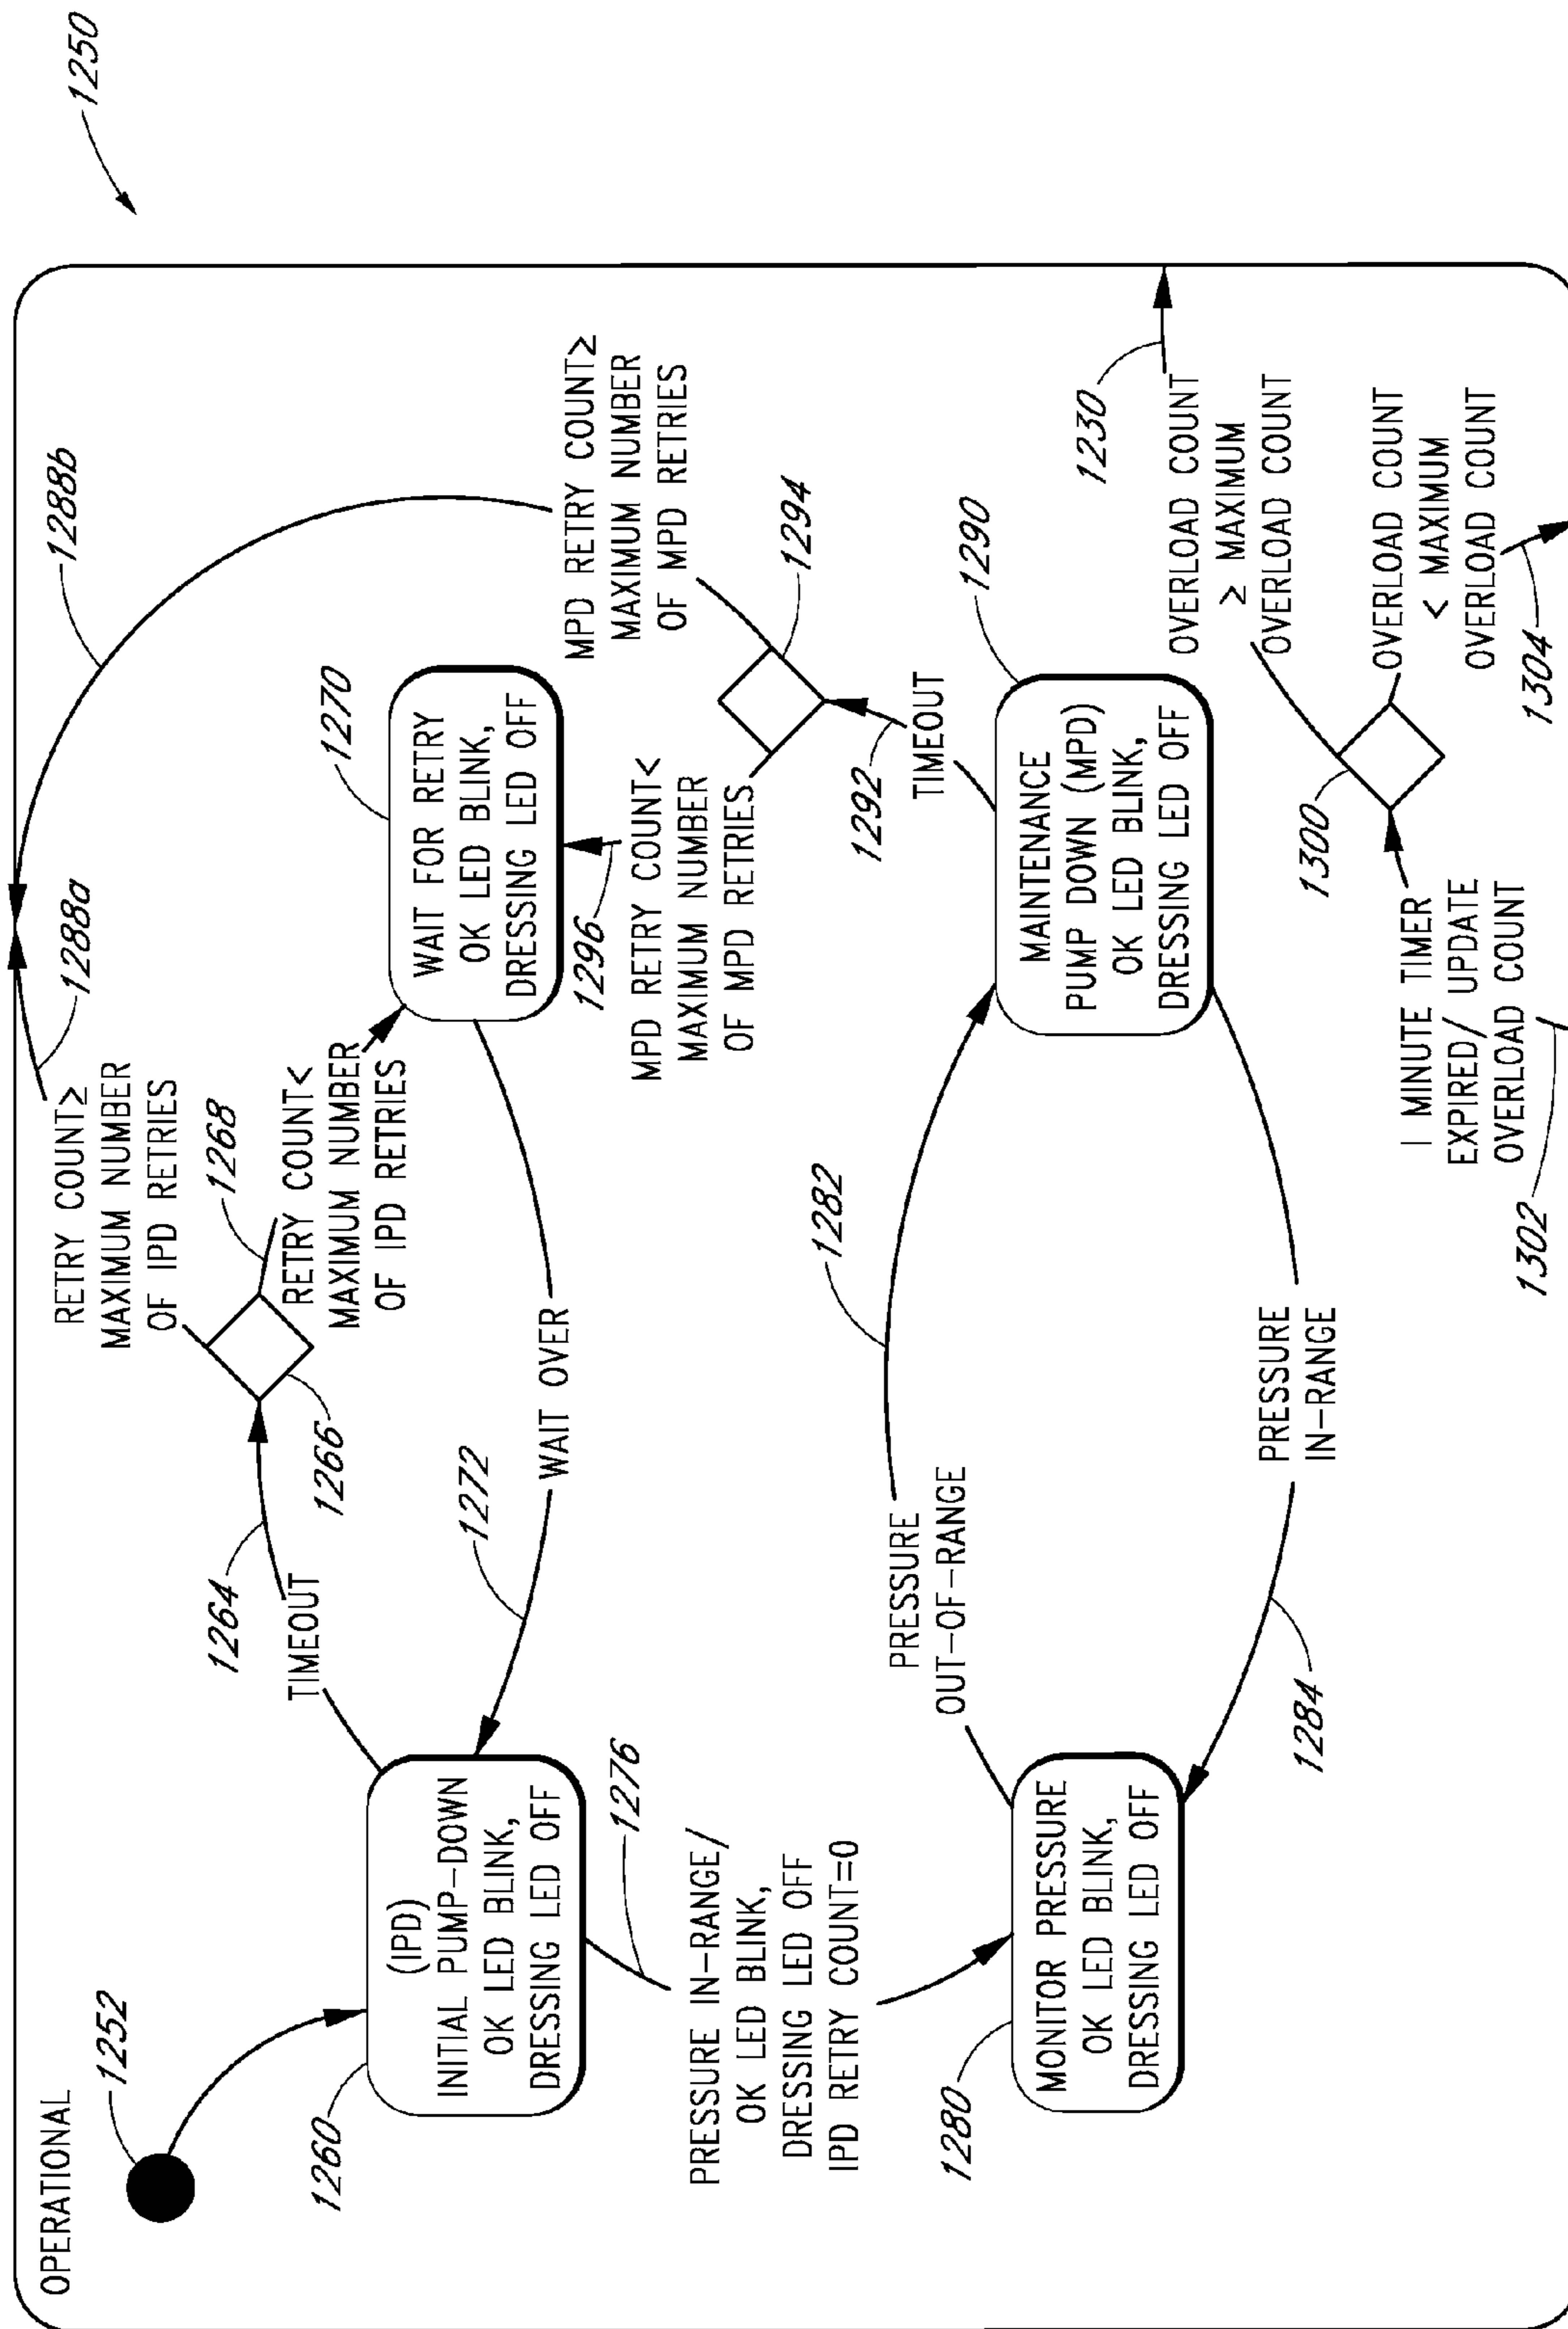 1250
OPERATIONAL
1252
1288a
1288b
RETRY COUNT≥
MAXIMUM NUMBER
OF IPD RETRIES
1264
TIMEOUT
1266
1268
RETRY COUNT<
MAXIMUM NUMBER
OF IPD RETRIES
1260
(IPD)
INITIAL PUMP-DOWN
OK LED BLINK,
DRESSING LED OFF
1270
WAIT FOR RETRY
OK LED BLINK,
DRESSING LED OFF
1272
WAIT OVER
1276
PRESSURE IN-RANGE/
OK LED BLINK,
DRESSING LED OFF
IPD RETRY COUNT=0
1296
MPD RETRY COUNT<
MAXIMUM NUMBER
OF MPD RETRIES
MPD RETRY COUNT≥
MAXIMUM NUMBER
OF MPD RETRIES
1294
1292
TIMEOUT
1282
PRESSURE
OUT-OF-RANGE
1280
MONITOR PRESSURE
OK LED BLINK,
DRESSING LED OFF
1290
MAINTENANCE
PUMP DOWN (MPD)
OK LED BLINK,
DRESSING LED OFF
1284
PRESSURE
IN-RANGE
1230
OVERLOAD COUNT
≥ MAXIMUM
OVERLOAD COUNT
1300
1 MINUTE TIMER
EXPIRED/ UPDATE
OVERLOAD COUNT
1302
OVERLOAD COUNT
< MAXIMUM
OVERLOAD COUNT
1304